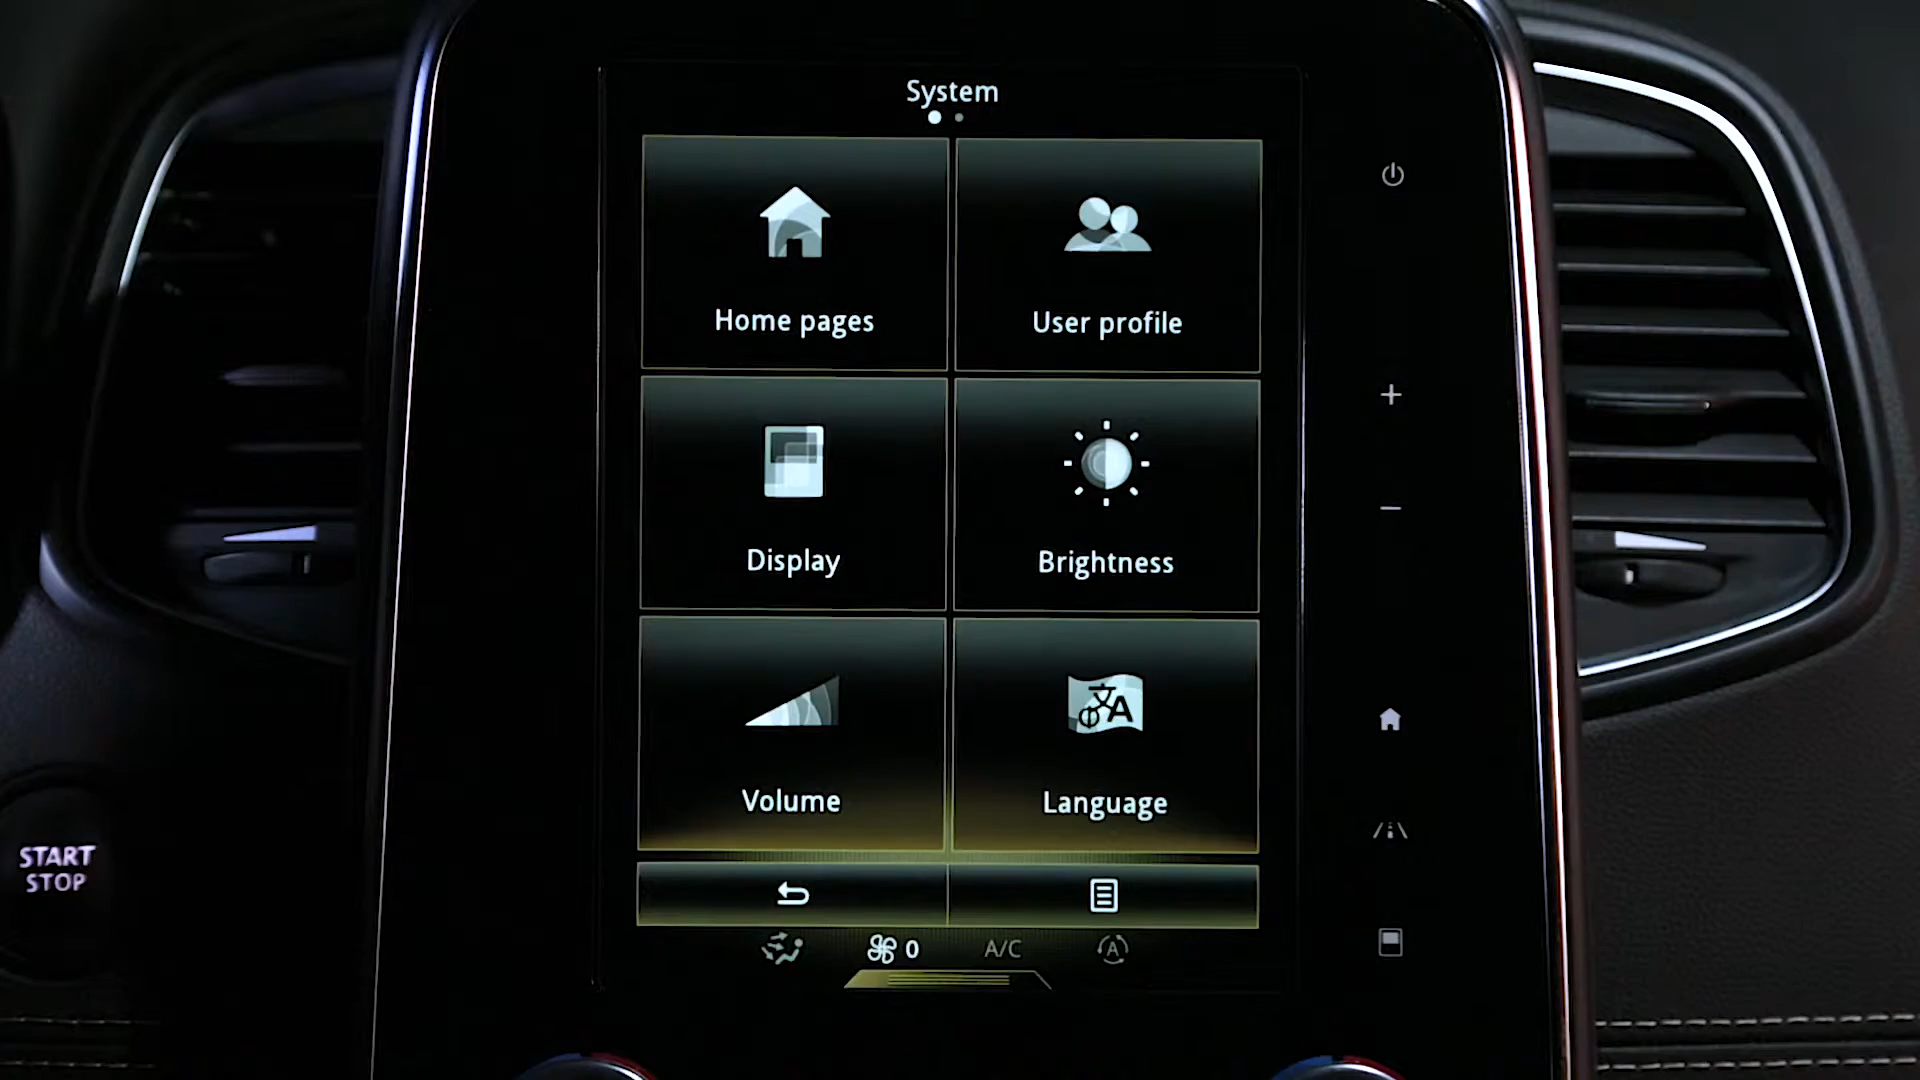 System
Home pages
User profile
Display
Brightness
Volume
Language
START
STOP
0
A/C